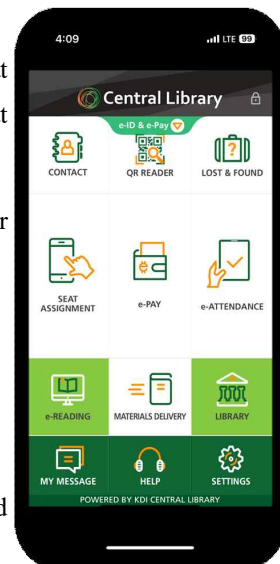 4:09 LTE 99
Central Library
e-ID & e-Pay
CONTACT QR READER LOST & FOUND
SEAT
ASSIGNMENT e-PAY e-ATTENDANCE
e-READING MATERIALS DELIVERY LIBRARY
MY MESSAGE HELP SETTINGS
POWERED BY KDI CENTRAL LIBRARY